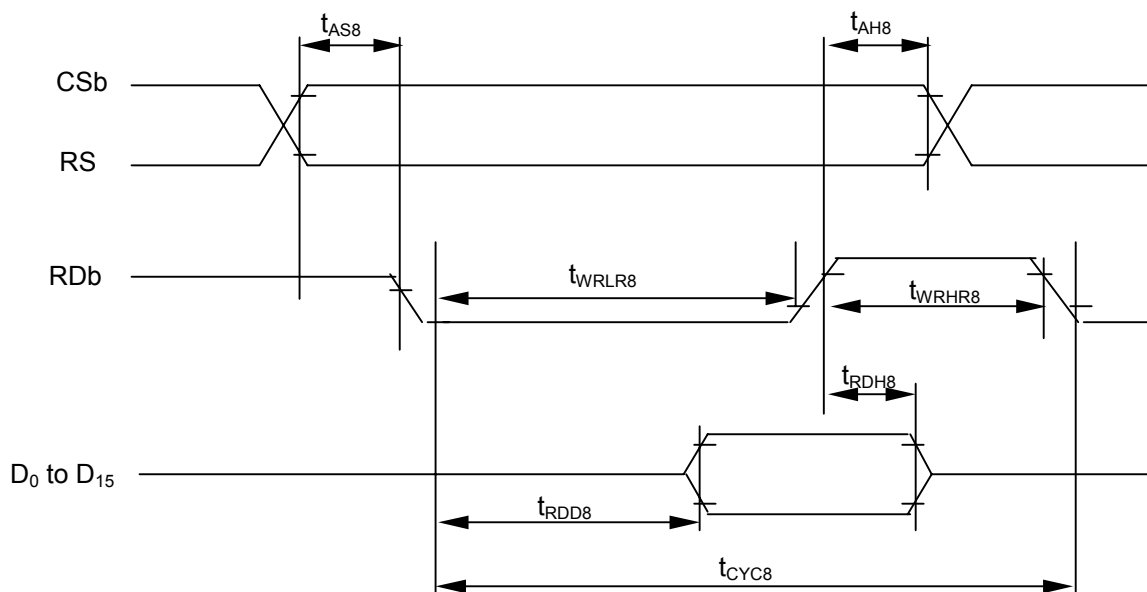 tAS8
tAH8
CSb
RS
RDb
tWRLR8
tWRHR8
tRDH8
D0 to D15
tRDD8
tCYC8